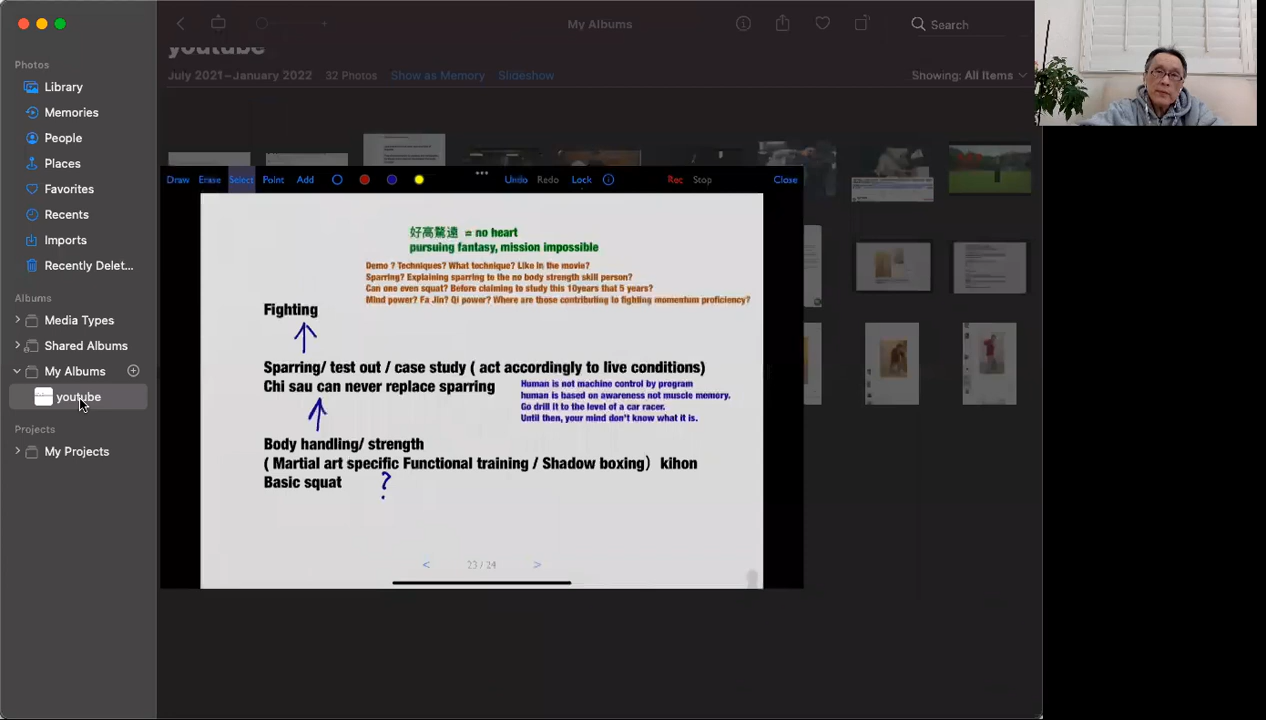 Photos
Library
Memories
People
Places
Favorites
Recents
Imports
Recently Delet...
Albums
Media Types
Shared Albums
My Albums
youtube
Projects
My Projects
My Albums
Search
youtube
July 2021–January 2022
32 Photos
Show as Memory
Slideshow
Showing: All Items
Draw
Erase
Select
Point
Add
Undo
Redo
Lock
Rec
Stop
Close
好高騖遠 = no heart
pursuing fantasy, mission impossible
Demo ? Techniques? What technique? Like in the movie?
Sparring? Explaining sparring to the no body strength skill person?
Can one even squat? Before claiming to study this 10years that 5 years?
Mind power? Fa Jin? Qi power? Where are those contributing to fighting momentum proficiency?
Fighting
Sparring/ test out / case study ( act accordingly to live conditions)
Chi sau can never replace sparring
Human is not machine control by program
human is based on awareness not muscle memory.
Go drill it to the level of a car racer.
Until then, your mind don't know what it is.
Body handling/ strength
( Martial art specific Functional training / Shadow boxing） kihon
Basic squat ?
< 23 / 24 >